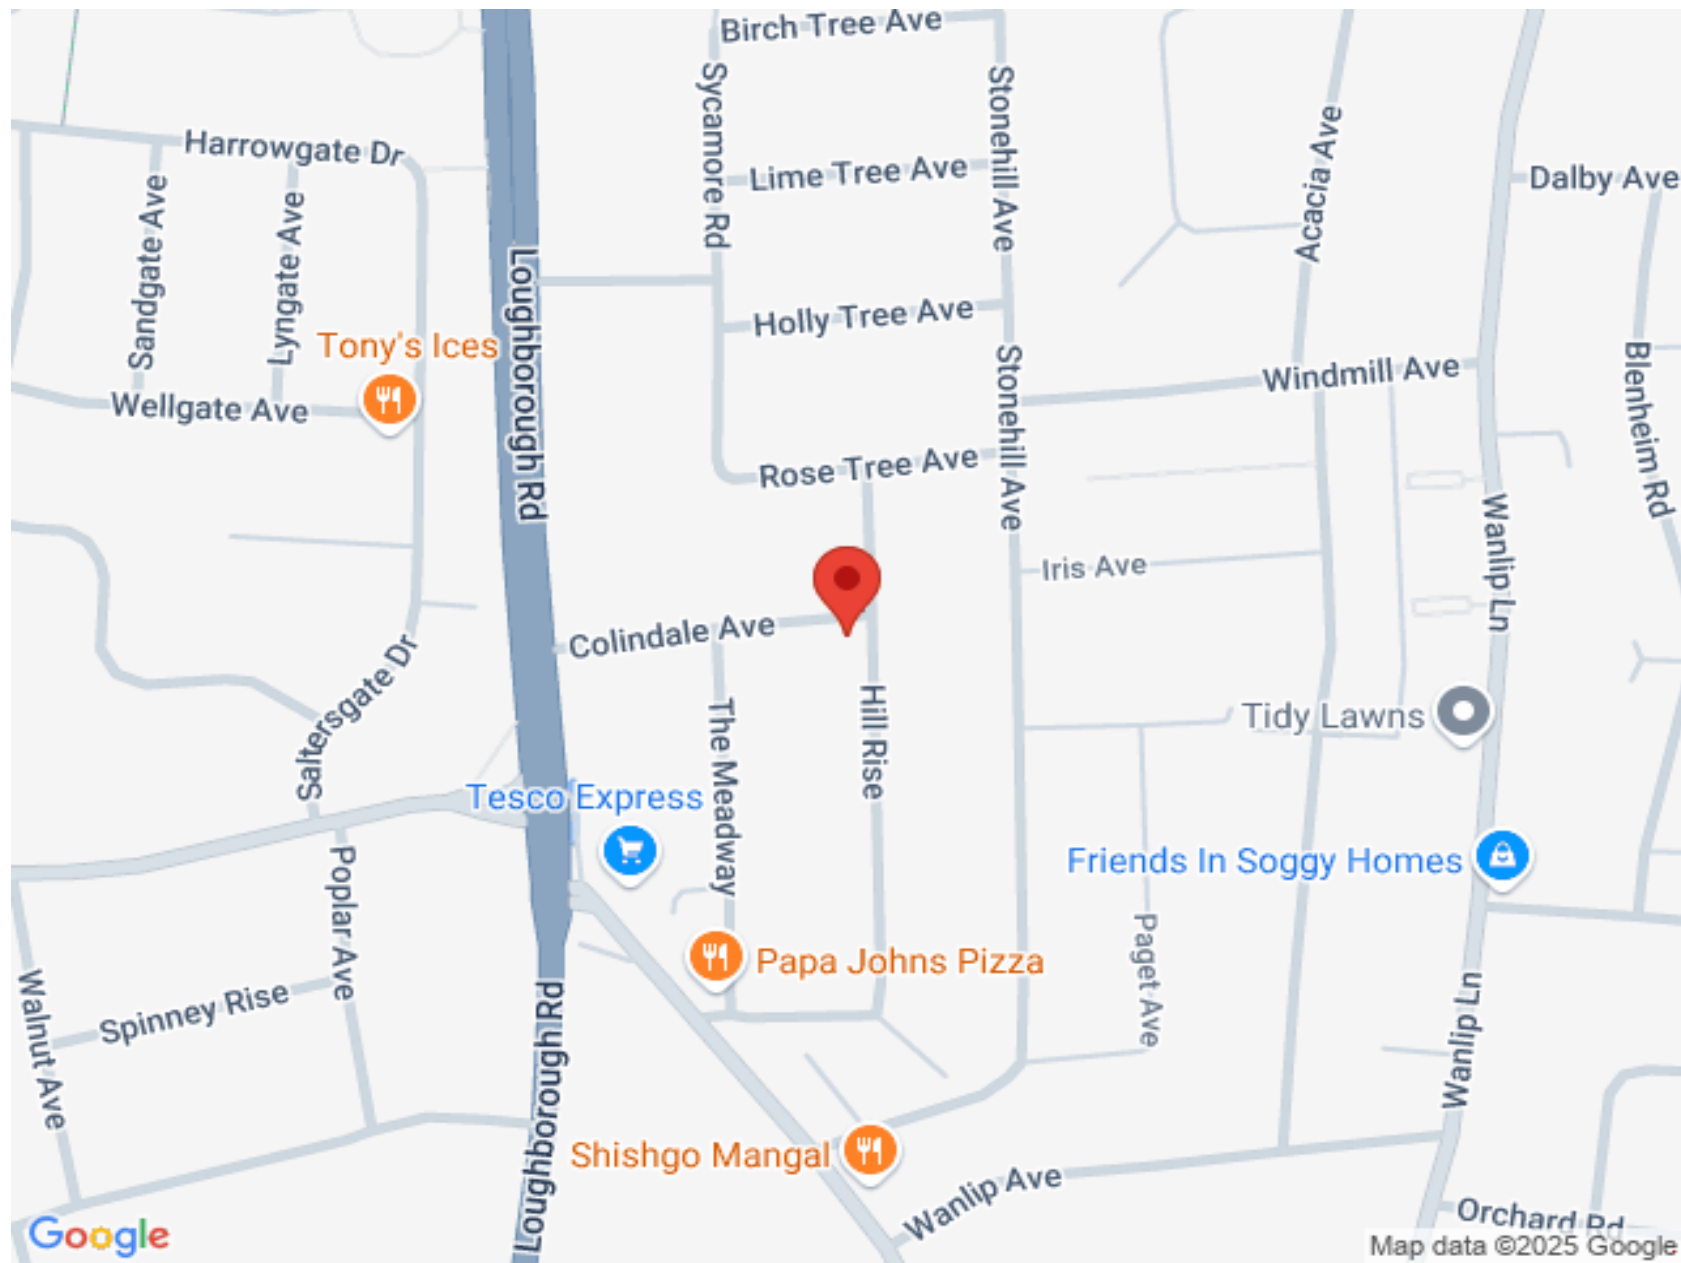 Birch Tree Ave
Sycamore Rd
Stonehill Ave
Harrowgate Dr
Lime Tree Ave
Acacia Ave
Dalby Ave
Sandgate Ave
Lyngate Ave
Loughborough Rd
Holly Tree Ave
Tony's Ices
Stonehill Ave
Windmill Ave
Blenheim Rd
Wellgate Ave
Rose Tree Ave
Wanlip Ln
Iris Ave
Colindale Ave
Saltersgate Dr
The Meadway
Hill Rise
Tidy Lawns
Tesco Express
Poplar Ave
Friends In Soggy Homes
Paget Ave
Papa Johns Pizza
Walnut Ave
Spinney Rise
Loughborough Rd
Wanlip Ln
Shishgo Mangal
Wanlip Ave
Orchard Rd
Google
Map data ©2025 Google